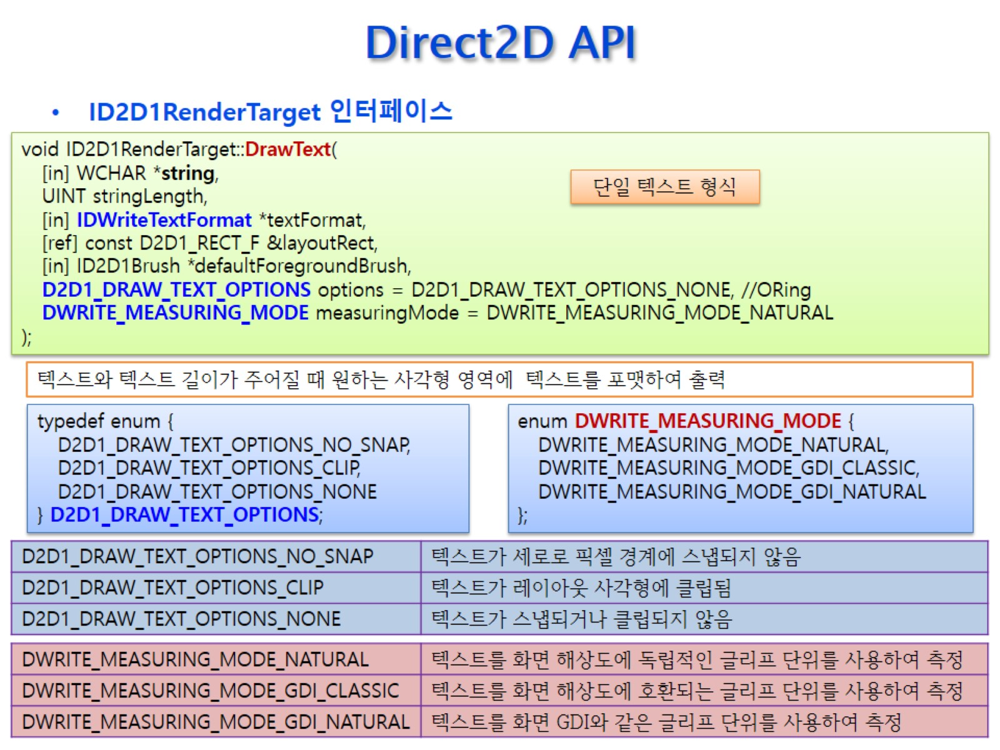 Direct2D API
• ID2D1RenderTarget 인터페이스
void ID2D1RenderTarget::DrawText(
[in] WCHAR *string,
단일 텍스트 형식
UINT stringLength,
[in] IDWriteTextFormat *textFormat,
[ref] const D2D1_RECT_F &layoutRect,
[in] ID2D1Brush *defaultForegroundBrush,
D2D1_DRAW_TEXT_OPTIONS options = D2D1_DRAW_TEXT_OPTIONS_NONE, //ORing
DWRITE_MEASURING_MODE measuringMode = DWRITE_MEASURING_MODE_NATURAL
);
텍스트와 텍스트 길이가 주어질 때 원하는 사각형 영역에 텍스트를 포맷하여 출력
typedef enum {
D2D1_DRAW_TEXT_OPTIONS_NO_SNAP,
D2D1_DRAW_TEXT_OPTIONS_CLIP,
D2D1_DRAW_TEXT_OPTIONS_NONE
} D2D1_DRAW_TEXT_OPTIONS;
enum DWRITE_MEASURING_MODE {
DWRITE_MEASURING_MODE_NATURAL,
DWRITE_MEASURING_MODE_GDI_CLASSIC,
DWRITE_MEASURING_MODE_GDI_NATURAL
};
D2D1_DRAW_TEXT_OPTIONS_NO_SNAP 텍스트가 세로로 픽셀 경계에 스냅되지 않음
D2D1_DRAW_TEXT_OPTIONS_CLIP 텍스트가 레이아웃 사각형에 클립됨
D2D1_DRAW_TEXT_OPTIONS_NONE 텍스트가 스냅되거나 클립되지 않음
DWRITE_MEASURING_MODE_NATURAL 텍스트를 화면 해상도에 독립적인 글리프 단위를 사용하여 측정
DWRITE_MEASURING_MODE_GDI_CLASSIC 텍스트를 화면 해상도에 호환되는 글리프 단위를 사용하여 측정
DWRITE_MEASURING_MODE_GDI_NATURAL 텍스트를 화면 GDI와 같은 글리프 단위를 사용하여 측정